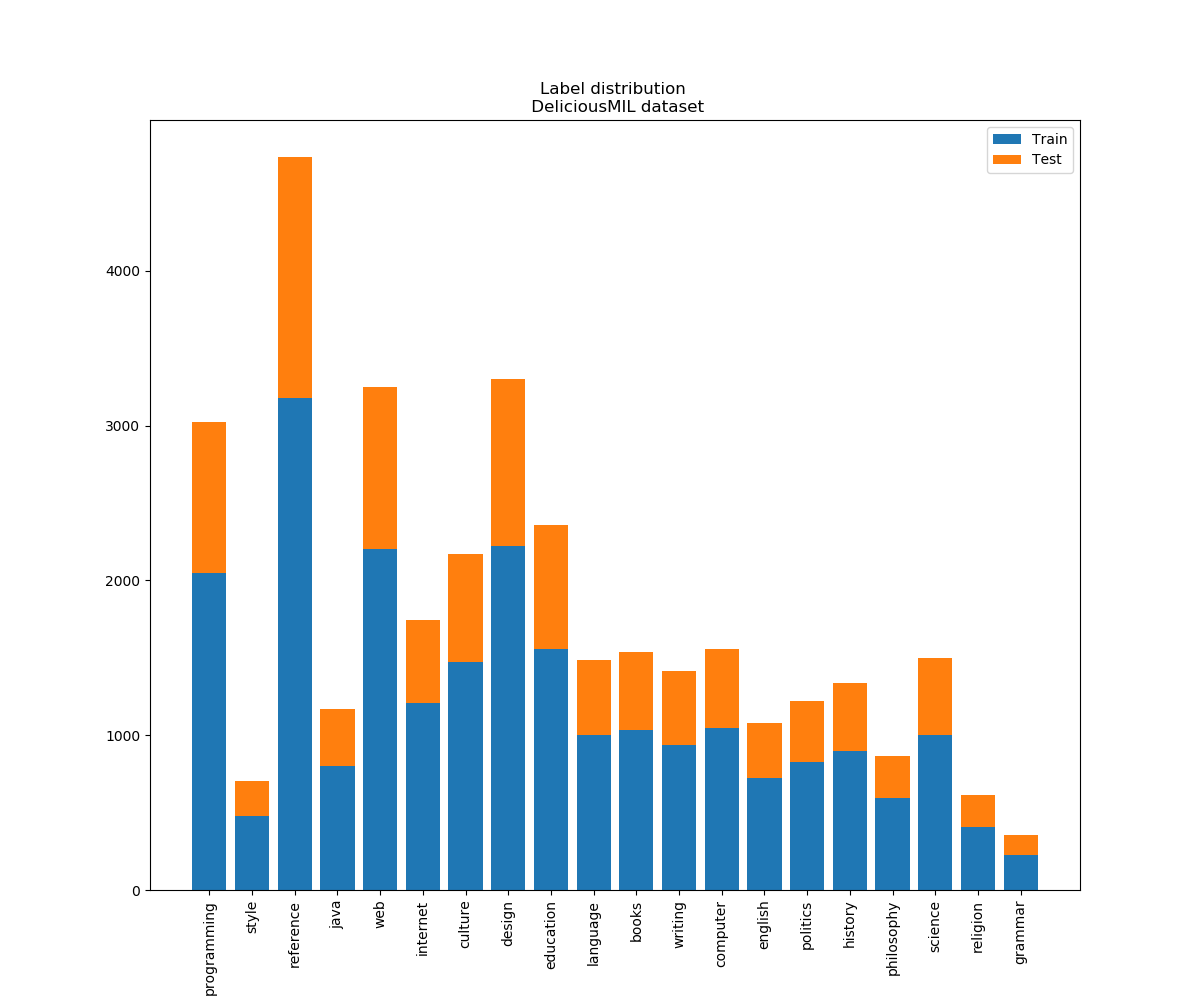 Label distribution
DeliciousMIL dataset
Train
Test
4000
3000
2000
1000
0
programming
style
reference
java
web
internet
culture
design
education
language
books
writing
computer
english
politics
history
philosophy
science
religion
grammar